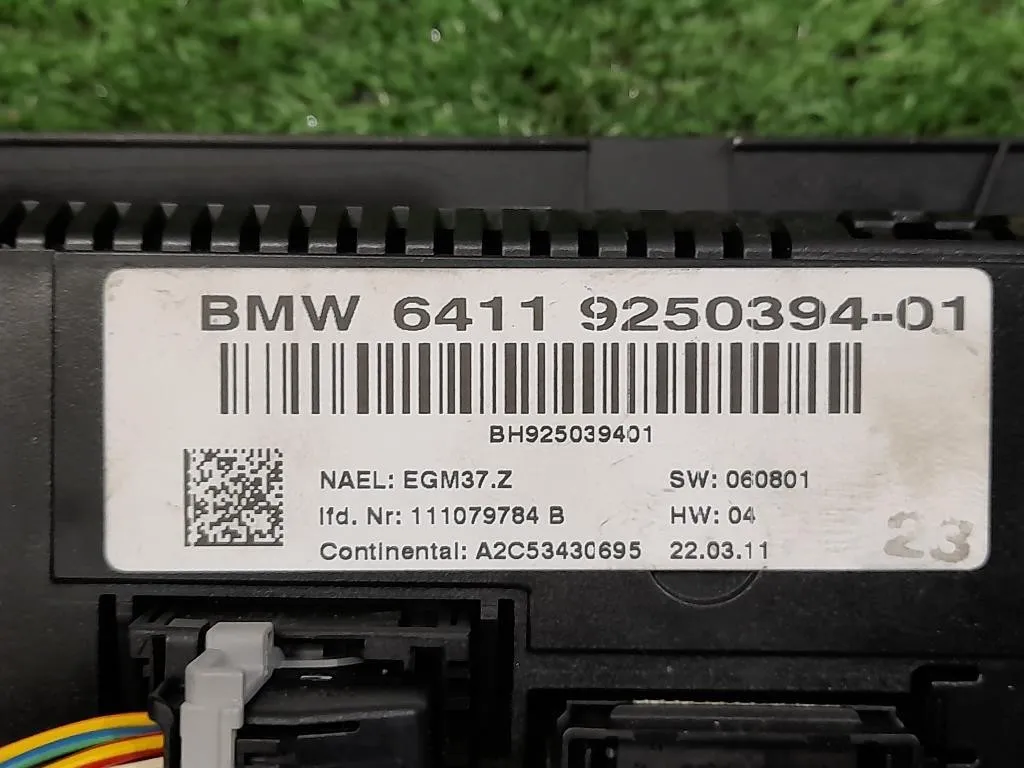 BMW 6411 9250394-01
BH925039401
NAEL: EGM37.Z SW: 060801
lfd. Nr: 111079784 B HW: 04
Continental: A2C53430695 22.03.11
23